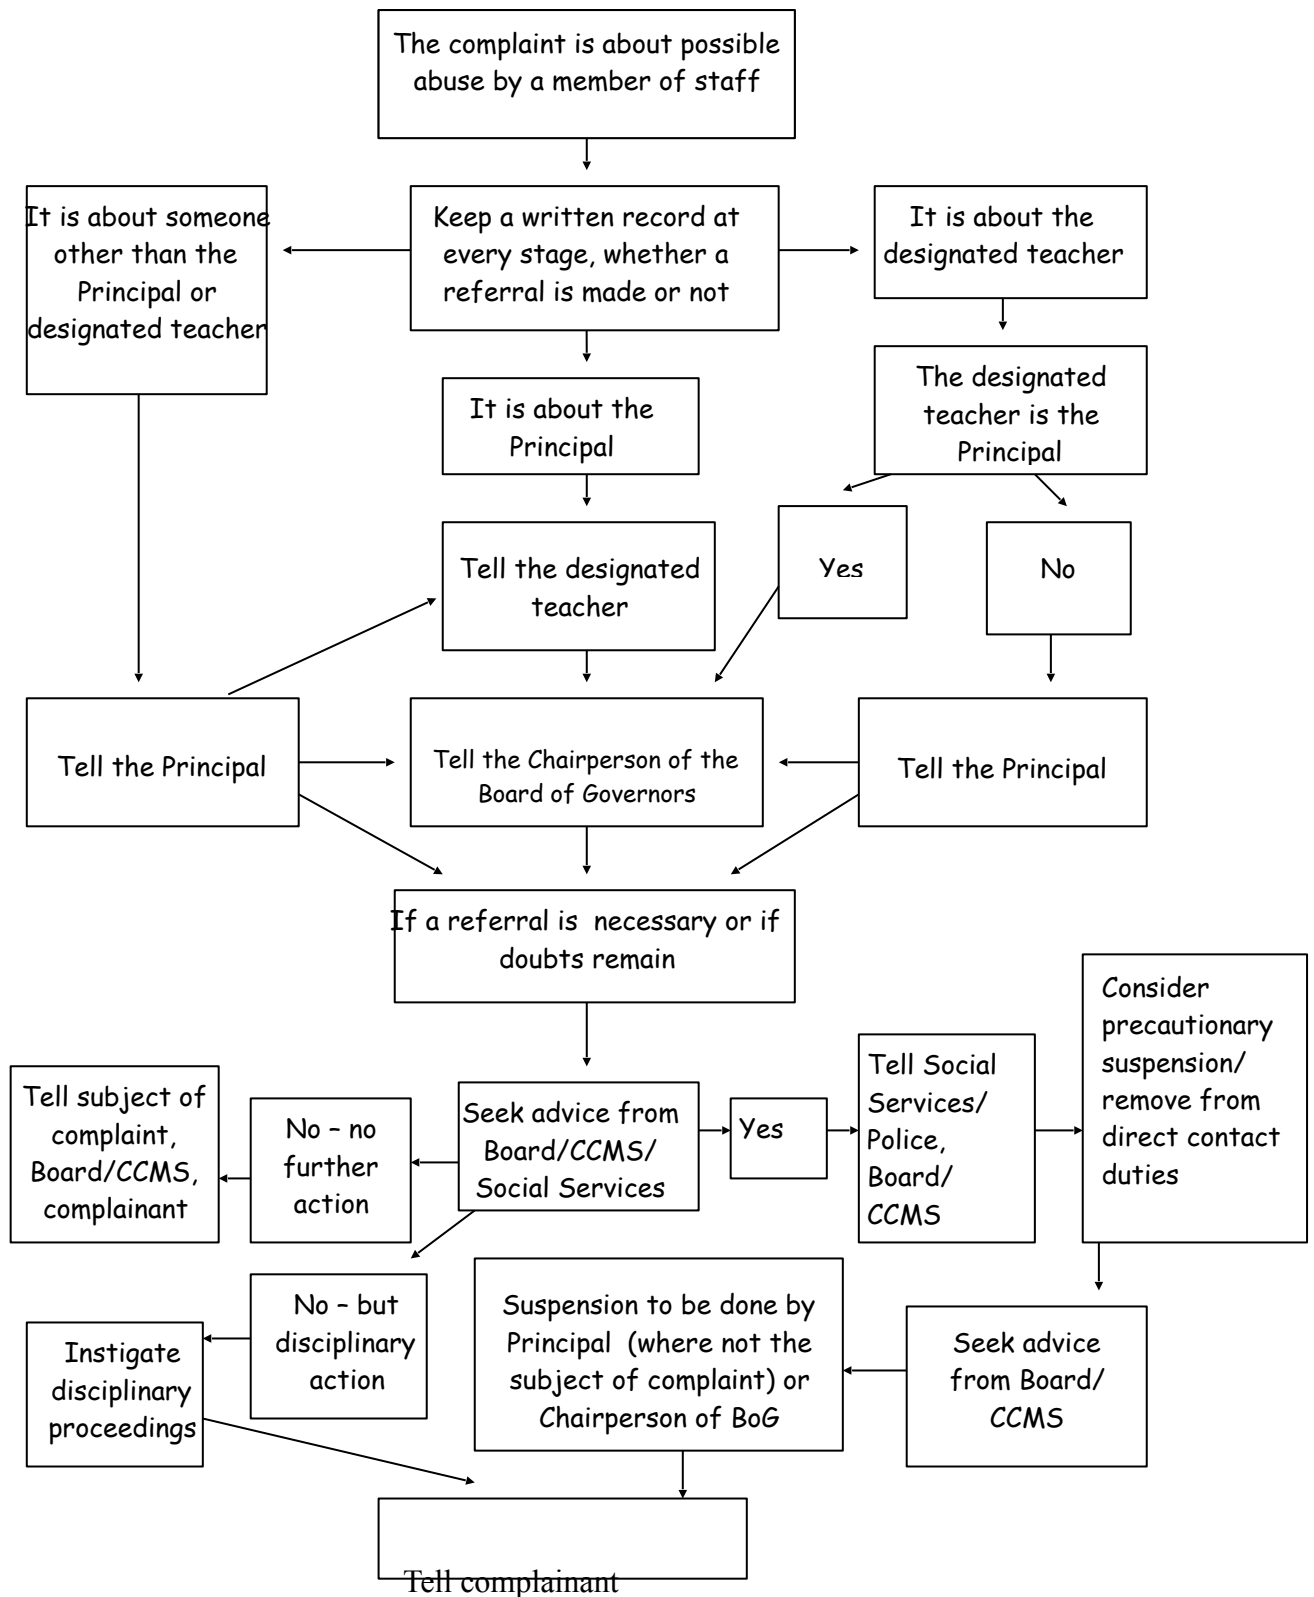 The complaint is about possible
abuse by a member of staff
It is about someone
other than the
Principal or
designated teacher
Keep a written record at
every stage, whether a
referral is made or not
It is about the
designated teacher
It is about the
Principal
The designated
teacher is the
Principal
Tell the designated
teacher
Yes
No
Tell the Principal
Tell the Chairperson of the
Board of Governors
Tell the Principal
If a referral is  necessary or if
doubts remain
Tell subject of
complaint,
Board/CCMS,
complainant
No – no
further
action
Seek advice from
Board/CCMS/
Social Services
Yes
Tell Social
Services/
Police,
Board/
CCMS
Consider
precautionary
suspension/
remove from
direct contact
duties
Instigate
disciplinary
proceedings
No – but
disciplinary
action
Suspension to be done by
Principal  (where not the
subject of complaint) or
Chairperson of BoG
Seek advice
from Board/
CCMS
Tell complainant